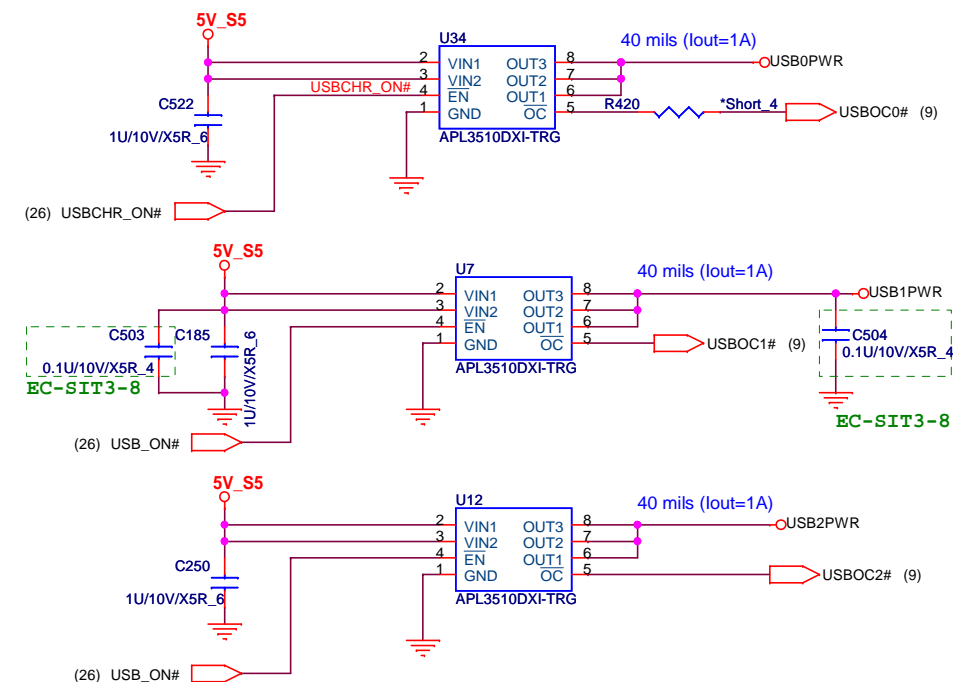 5V_S5
U34
40 mils (Iout=1A)
2 VIN1 OUT3 8 USB0PWR
3 VIN2 OUT2 7
USBCHR_ON# 4 EN OUT1 6
1 GND OC 5 R420 *Short_4 USBOC0# (9)
C522
1U/10V/X5R_6
APL3510DXI-TRG
(26) USBCHR_ON#
5V_S5
U7
40 mils (Iout=1A)
2 VIN1 OUT3 8 USB1PWR
3 VIN2 OUT2 7
4 EN OUT1 6
1 GND OC 5 USBOC1# (9)
C503 C185
0.1U/10V/X5R_4
1U/10V/X5R_6
EC-SIT3-8
APL3510DXI-TRG
C504
0.1U/10V/X5R_4
EC-SIT3-8
(26) USB_ON#
5V_S5
U12
40 mils (Iout=1A)
2 VIN1 OUT3 8 USB2PWR
3 VIN2 OUT2 7
4 EN OUT1 6
1 GND OC 5 USBOC2# (9)
C250
1U/10V/X5R_6
APL3510DXI-TRG
(26) USB_ON#